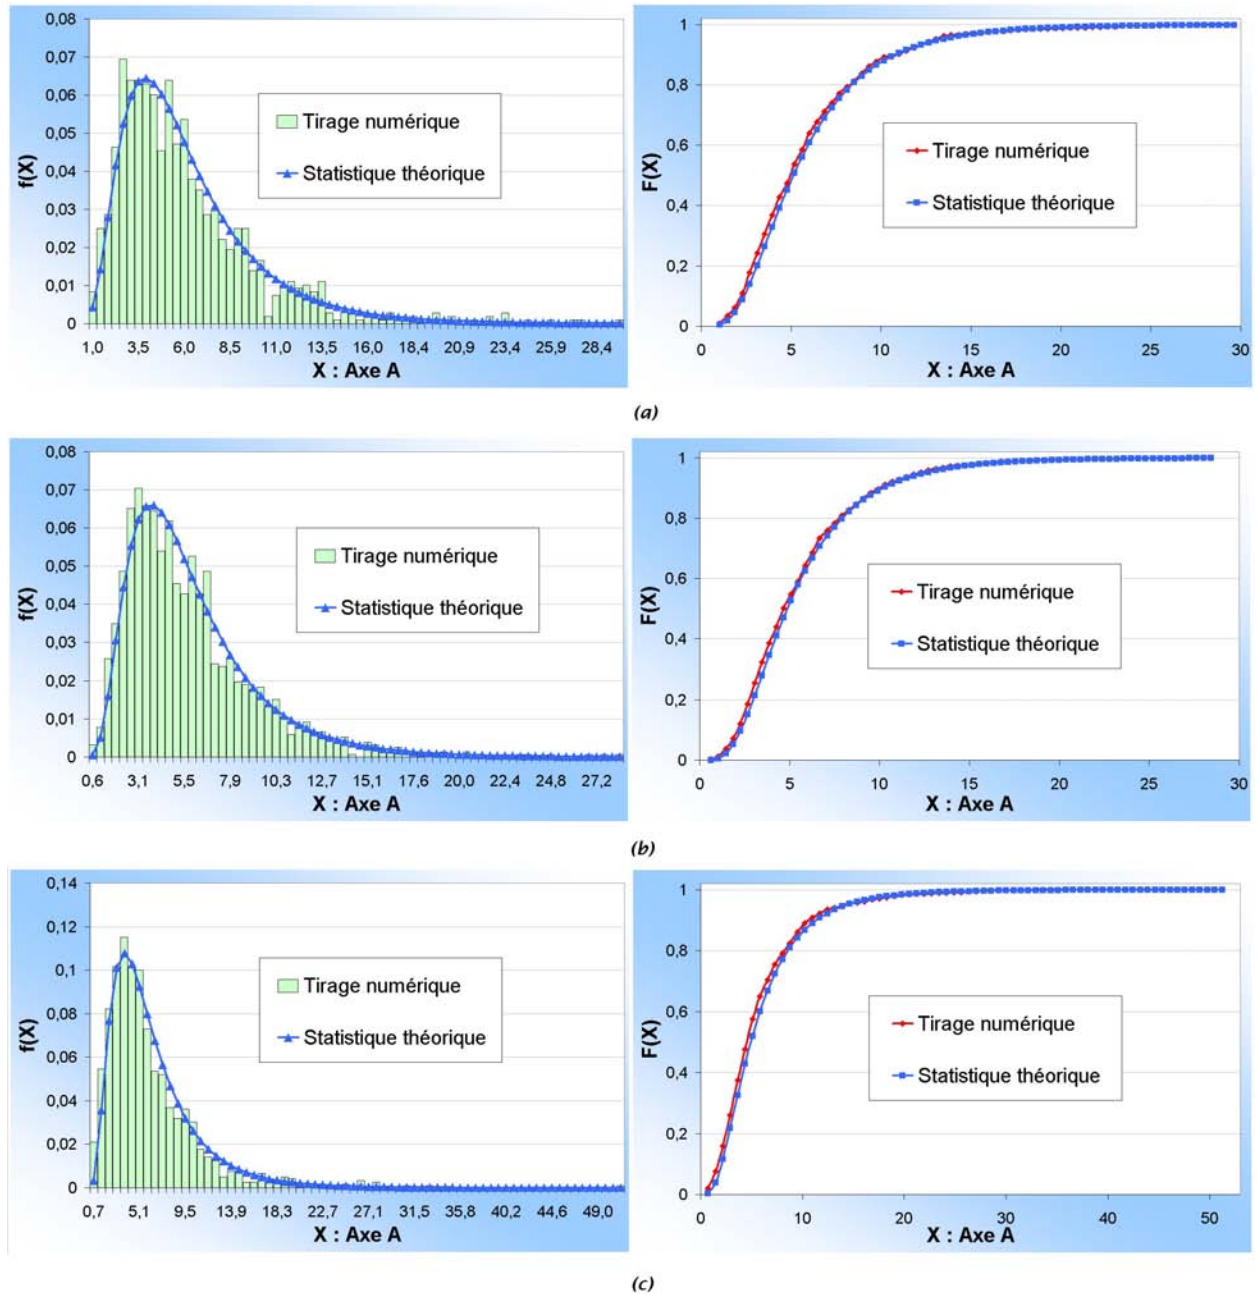 0,08
0,07
0,06
0,05
0,04
0,03
0,02
0,01
0
f(X)
Tirage numérique
Statistique théorique
1,0 3,5 6,0 8,5 11,0 13,5 16,0 18,4 20,9 23,4 25,9 28,4
X : Axe A
1
0,8
0,6
0,4
0,2
0
F(X)
Tirage numérique
Statistique théorique
0 5 10 15 20 25 30
X : Axe A
(a)
0,08
0,07
0,06
0,05
0,04
0,03
0,02
0,01
0
f(X)
Tirage numérique
Statistique théorique
0,6 3,1 5,5 7,9 10,3 12,7 15,1 17,6 20,0 22,4 24,8 27,2
X : Axe A
1
0,8
0,6
0,4
0,2
0
F(X)
Tirage numérique
Statistique théorique
0 5 10 15 20 25 30
X : Axe A
(b)
0,14
0,12
0,1
0,08
0,06
0,04
0,02
0
f(X)
Tirage numérique
Statistique théorique
0,7 5,1 9,5 13,9 18,3 22,7 27,1 31,4 35,8 40,2 44,6 49,0
X : Axe A
1
0,8
0,6
0,4
0,2
0
F(X)
Tirage numérique
Statistique théorique
0 10 20 30 40 50
X : Axe A
(c)